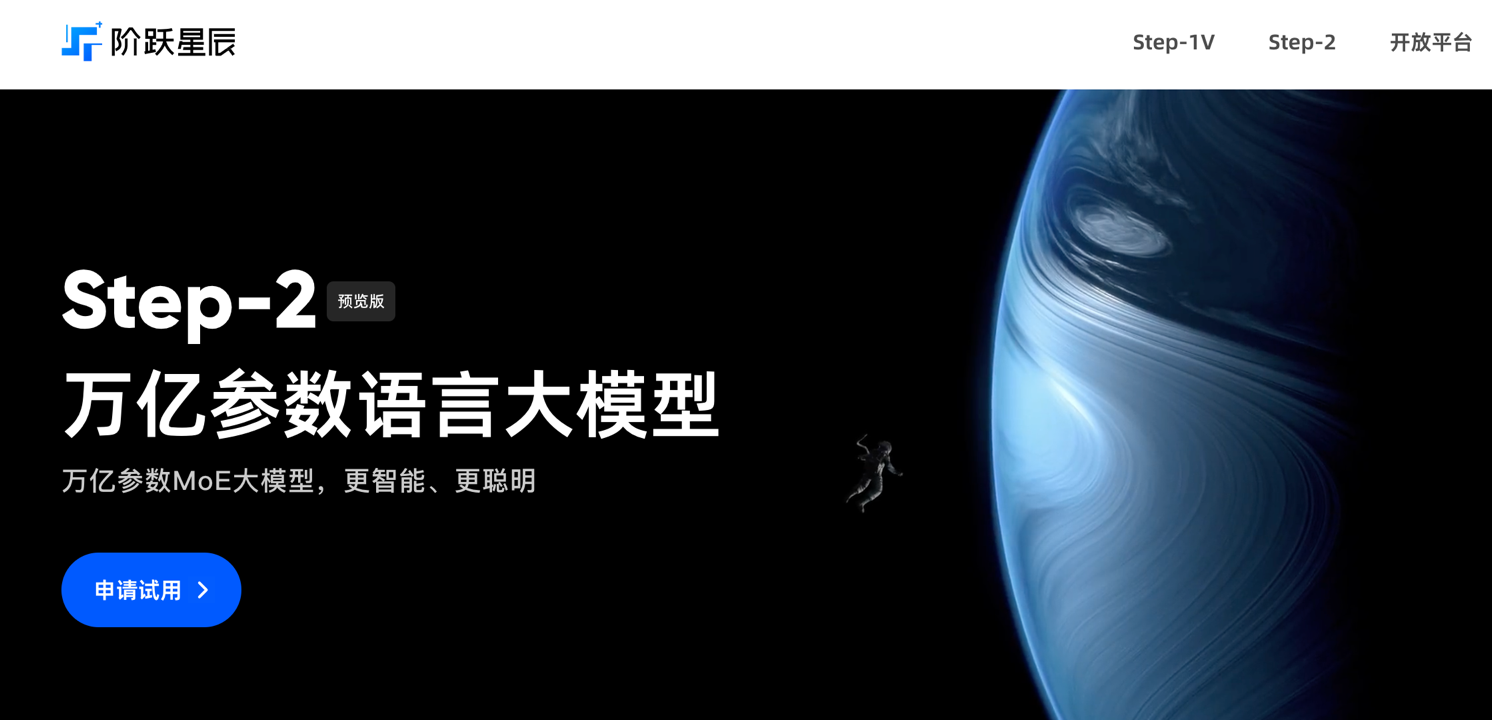 阶跃星辰
Step-1V
Step-2
开放平台
Step-2 预览版
万亿参数语言大模型
万亿参数MoE大模型，更智能、更聪明
申请试用